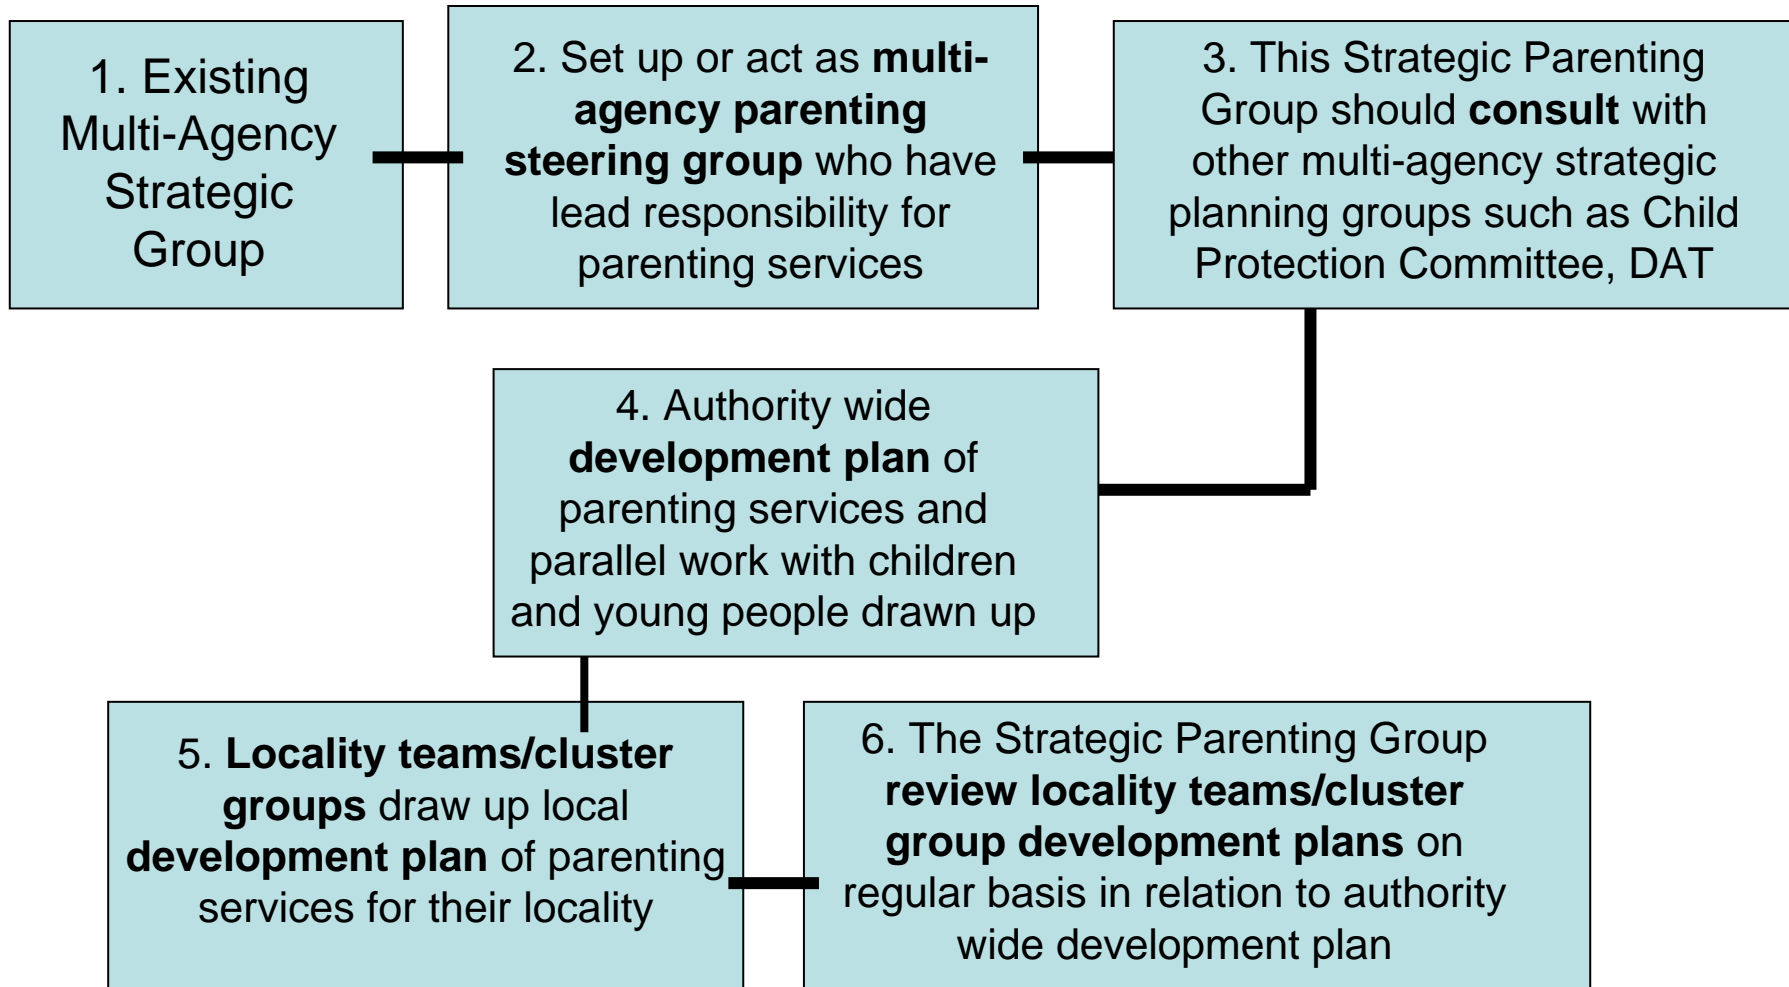 1. Existing
Multi-Agency
Strategic
Group
2. Set up or act as multi-
agency parenting
steering group who have
lead responsibility for
parenting services
3. This Strategic Parenting
Group should consult with
other multi-agency strategic
planning groups such as Child
Protection Committee, DAT
4. Authority wide
development plan of
parenting services and
parallel work with children
and young people drawn up
5. Locality teams/cluster
groups draw up local
development plan of parenting
services for their locality
6. The Strategic Parenting Group
review locality teams/cluster
group development plans on
regular basis in relation to authority
wide development plan